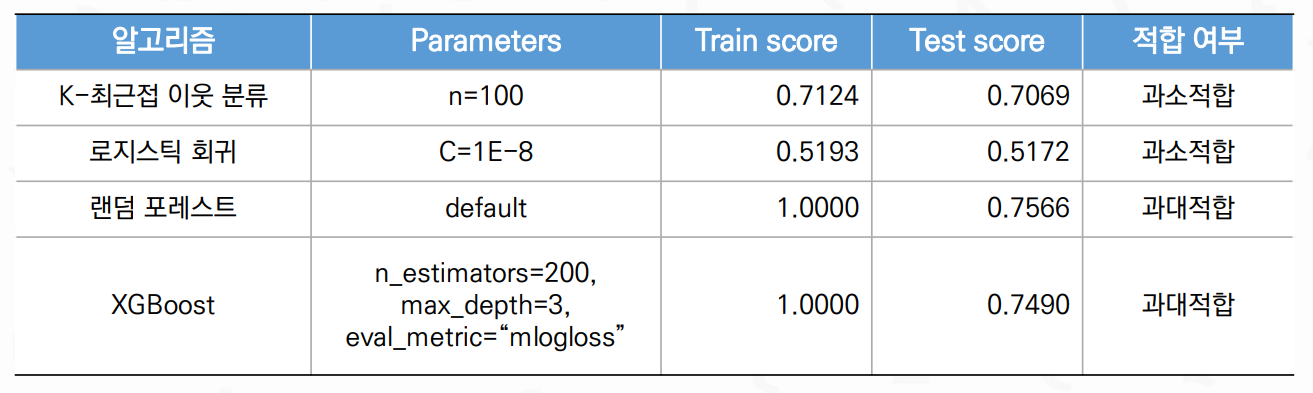 알고리즘 Parameters Train score Test score 적합 여부
K-최근접 이웃 분류 n=100 0.7124 0.7069 과소적합
로지스틱 회귀 C=1E-8 0.5193 0.5172 과소적합
랜덤 포레스트 default 1.0000 0.7566 과대적합
XGBoost n_estimators=200,
max_depth=3,
eval_metric=“mlogloss” 1.0000 0.7490 과대적합